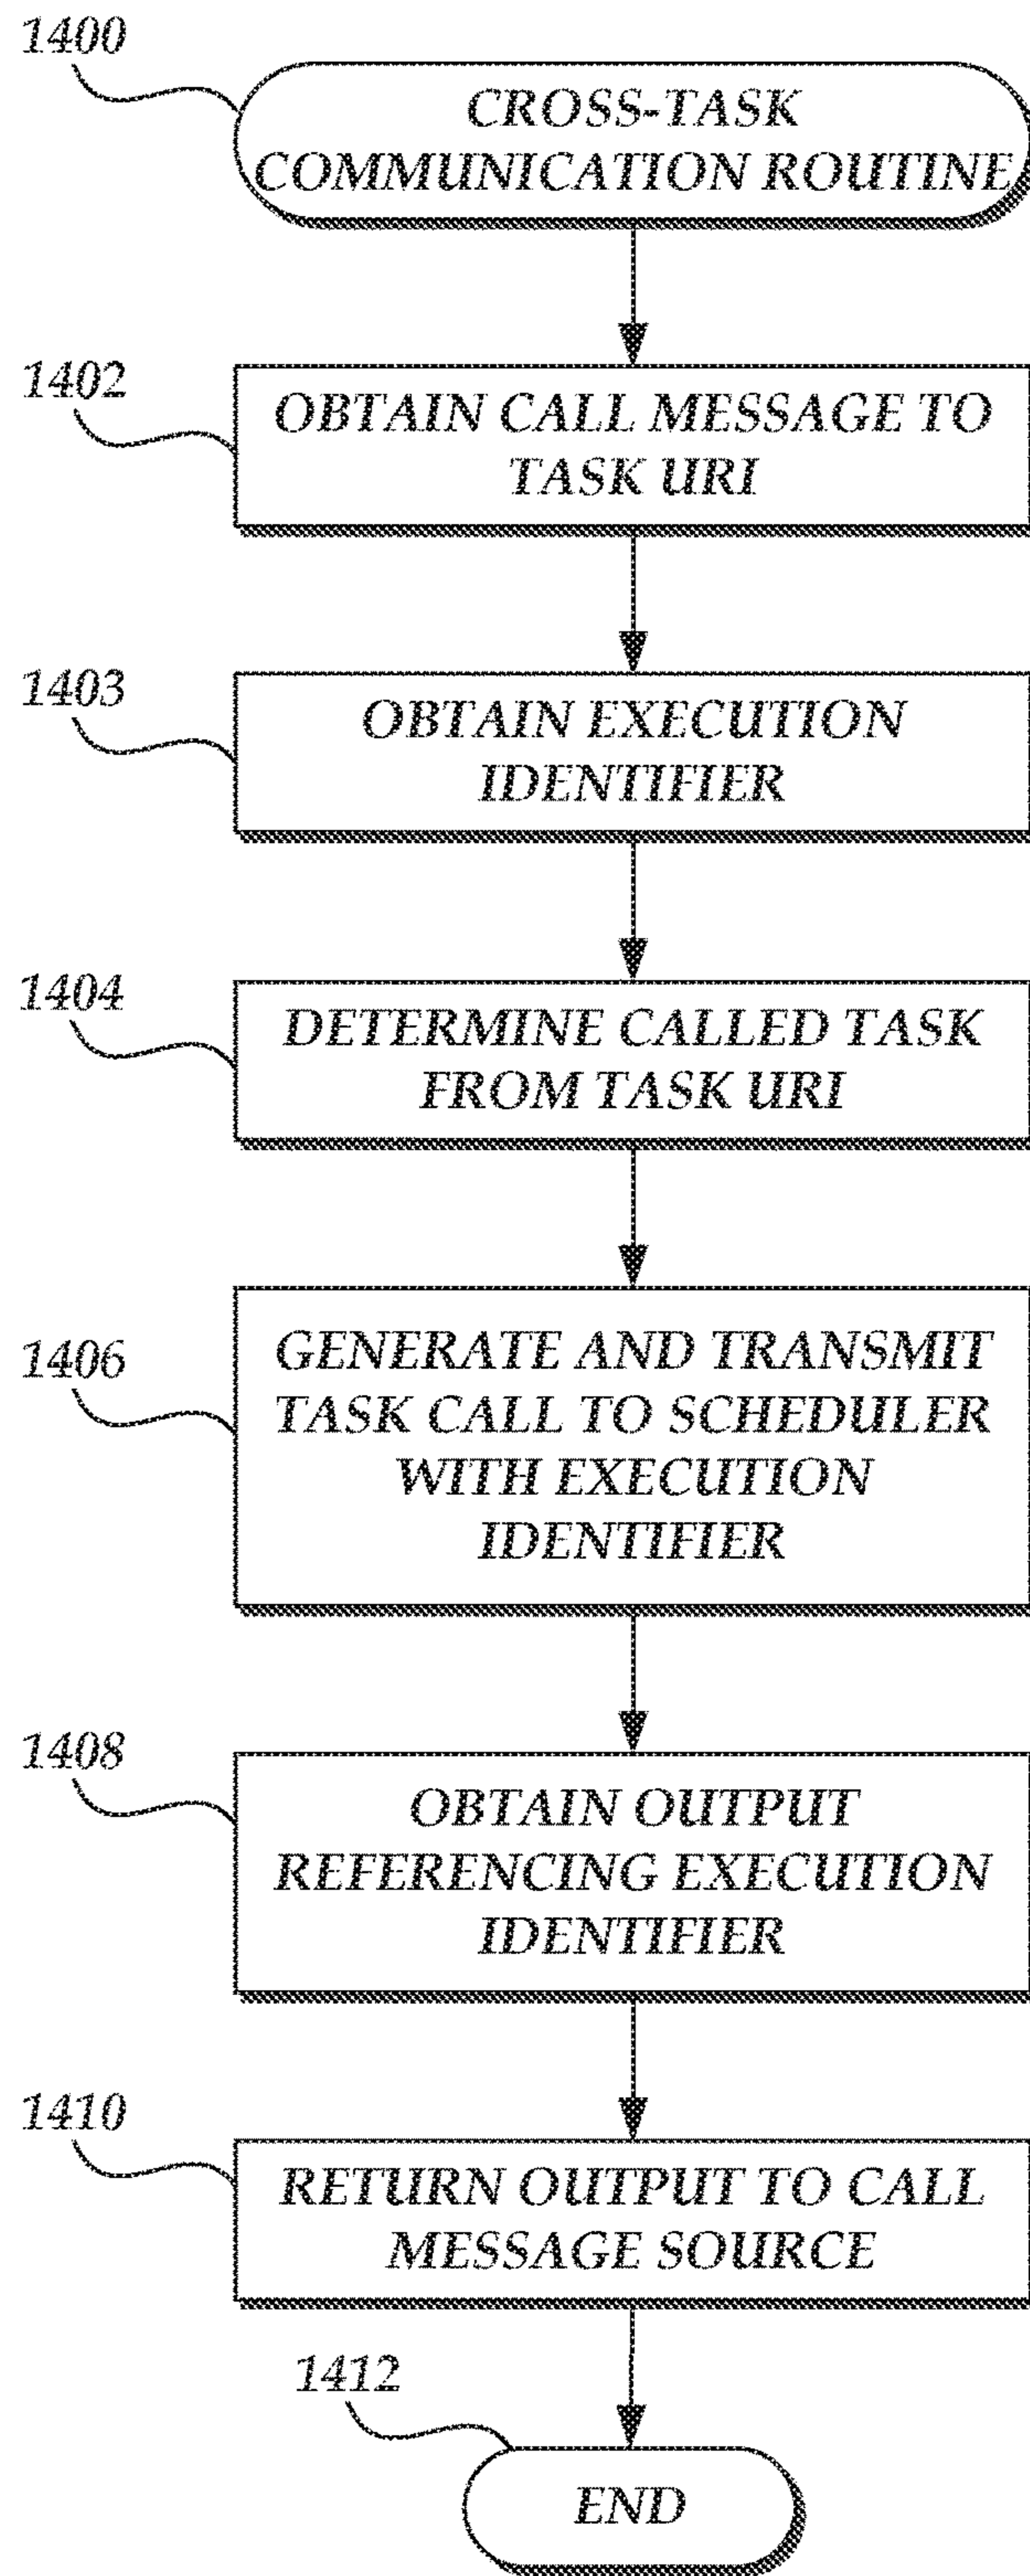 1400
CROSS-TASK
COMMUNICATION ROUTINE
1402
OBTAIN CALL MESSAGE TO
TASK URI
1403
OBTAIN EXECUTION
IDENTIFIER
1404
DETERMINE CALLED TASK
FROM TASK URI
1406
GENERATE AND TRANSMIT
TASK CALL TO SCHEDULER
WITH EXECUTION
IDENTIFIER
1408
OBTAIN OUTPUT
REFERENCING EXECUTION
IDENTIFIER
1410
RETURN OUTPUT TO CALL
MESSAGE SOURCE
1412
END